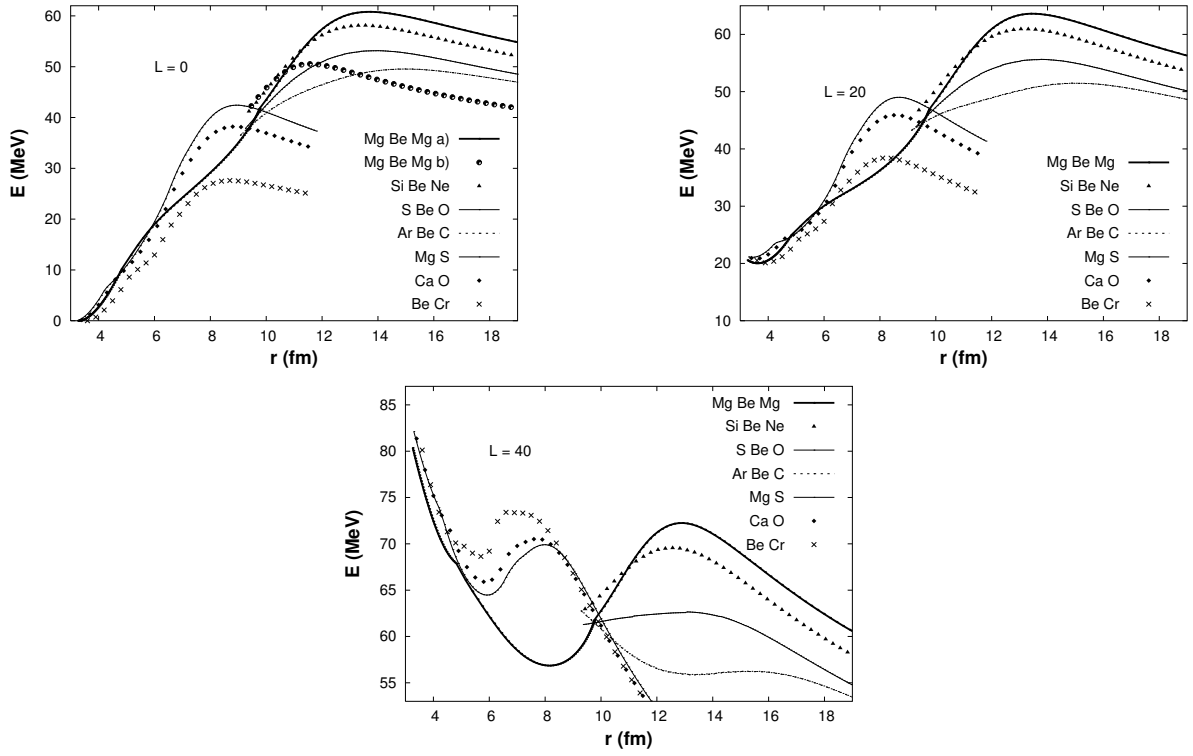 60
50
40
30
20
10
0
E (MeV)
L = 0
Mg Be Mg a)
Mg Be Mg b)
Si Be Ne
S Be O
Ar Be C
Mg S
Ca O
Be Cr
4 6 8 10 12 14 16 18
r (fm)
60
50
40
30
20
10
E (MeV)
L = 20
Mg Be Mg
Si Be Ne
S Be O
Ar Be C
Mg S
Ca O
Be Cr
4 6 8 10 12 14 16 18
r (fm)
85
80
75
70
65
60
55
E (MeV)
L = 40
Mg Be Mg
Si Be Ne
S Be O
Ar Be C
Mg S
Ca O
Be Cr
4 6 8 10 12 14 16 18
r (fm)